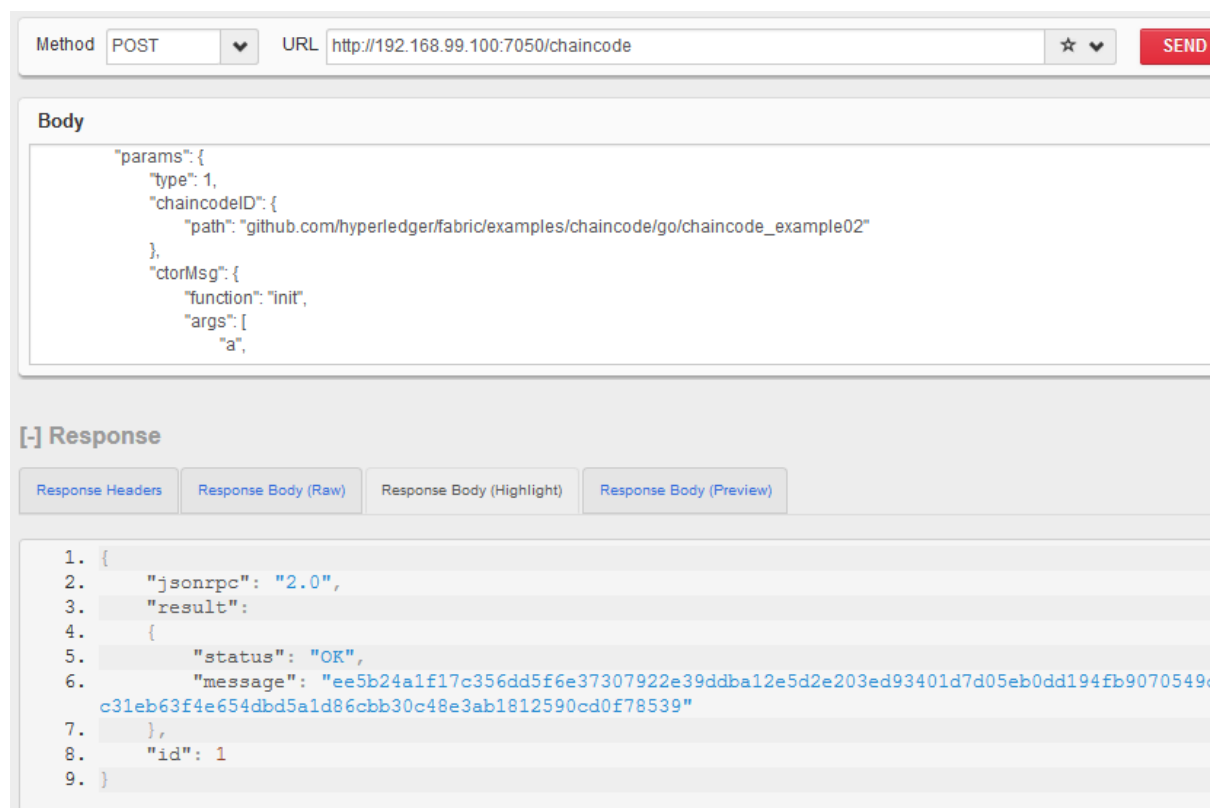 Method POST URL http://192.168.99.100:7050/chaincode SEND
Body
"params": {
"type": 1,
"chaincodeID": {
"path": "github.com/hyperledger/fabric/examples/chaincode/go/chaincode_example02"
},
"ctorMsg": {
"function": "init",
"args": [
"a",
[-] Response
Response Headers Response Body (Raw) Response Body (Highlight) Response Body (Preview)
1. {
2. "jsonrpc": "2.0",
3. "result":
4. {
5. "status": "OK",
6. "message": "ee5b24a1f17c356dd5f6e37307922e39ddba12e5d2e203ed93401d7d05eb0dd194fb9070549c
c31eb63f4e654dbd5a1d86cbb30c48e3ab1812590cd0f78539"
7. },
8. "id": 1
9. }